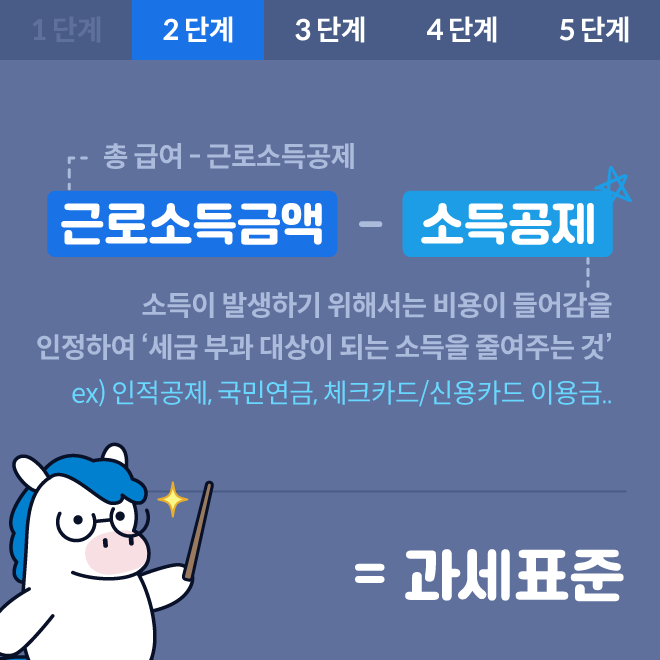 1 단계 2 단계 3 단계 4 단계 5 단계
총 급여 - 근로소득공제
근로소득금액 - 소득공제
소득이 발생하기 위해서는 비용이 들어감을
인정하여 ‘세금 부과 대상이 되는 소득을 줄여주는 것’
ex) 인적공제, 국민연금, 체크카드/신용카드 이용금..
= 과세표준